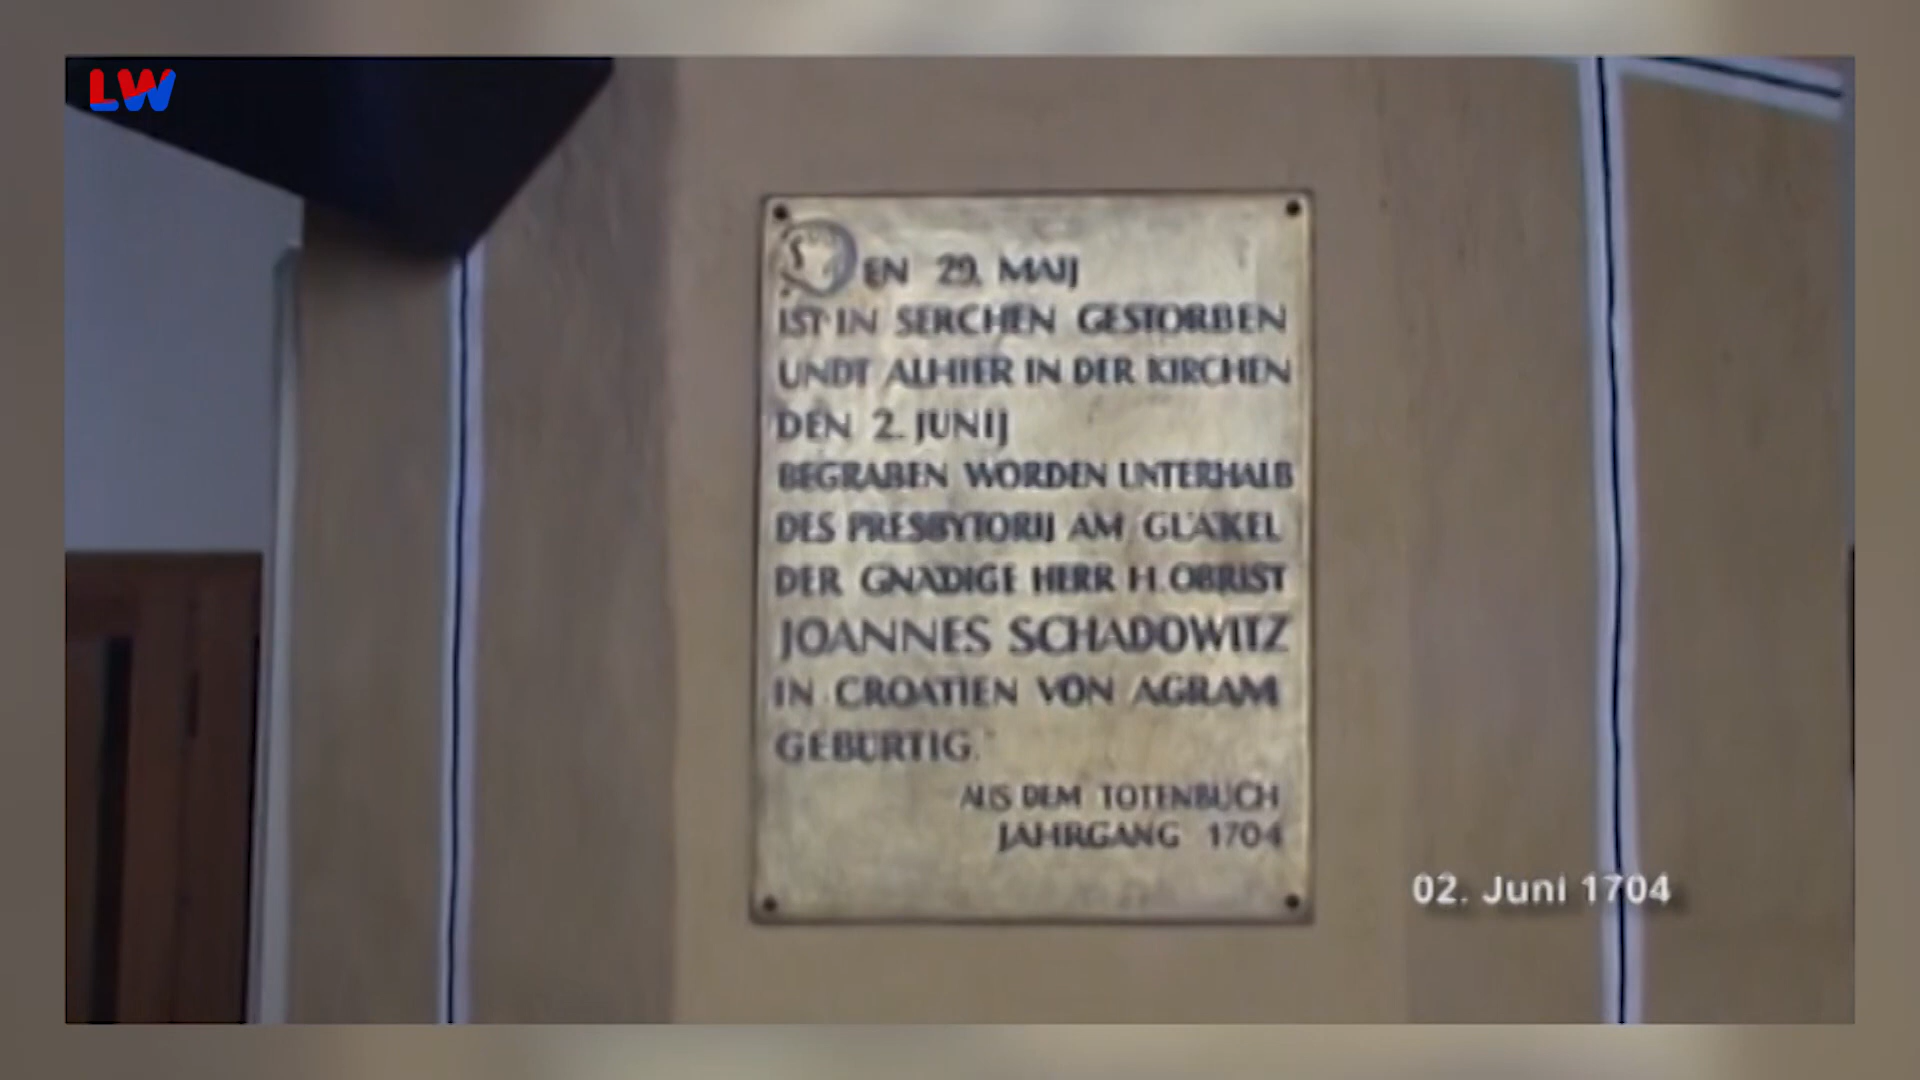 LW
DEN 29. MAIJ
IST IN SERCHEN GESTORBEN
UNDT ALHIER IN DER KIRCHEN
DEN 2. JUNIJ
BEGRABEN WORDEN UNTERHALB
DES PRESBYTORIJ AM GLÄKEL
DER GNÄDIGE HERR H. OBRIST
JOANNES SCHADOWITZ
IN CROATIEN VON AGRAM
GEBÜRTIG.
AUS DEM TOTENBUCH
JAHRGANG 1704
02. Juni 1704